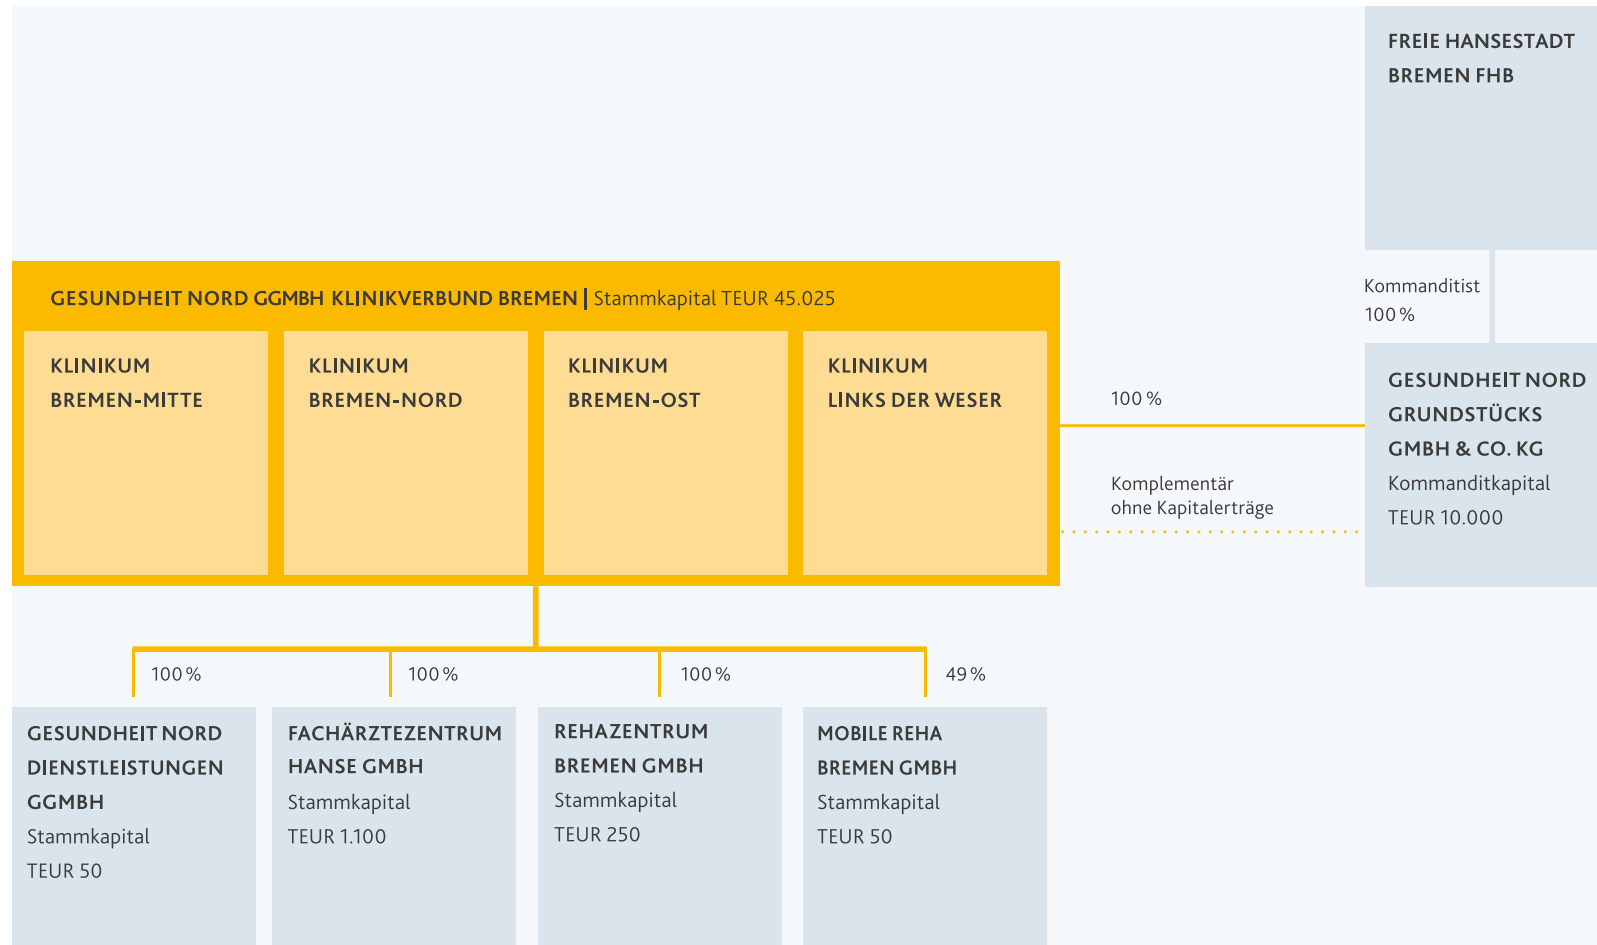 FREIE HANSESTADT
BREMEN FHB
Kommanditist
100 %
GESUNDHEIT NORD GGMBH KLINIKVERBUND BREMEN | Stammkapital TEUR 45.025
KLINIKUM
BREMEN-MITTE
KLINIKUM
BREMEN-NORD
KLINIKUM
BREMEN-OST
KLINIKUM
LINKS DER WESER
100 %
Komplementär
ohne Kapitalerträge
GESUNDHEIT NORD
GRUNDSTÜCKS
GMBH & CO. KG
Kommanditkapital
TEUR 10.000
100 %
100 %
100 %
49 %
GESUNDHEIT NORD
DIENSTLEISTUNGEN
GGMBH
Stammkapital
TEUR 50
FACHÄRZTEZENTRUM
HANSE GMBH
Stammkapital
TEUR 1.100
REHAZENTRUM
BREMEN GMBH
Stammkapital
TEUR 250
MOBILE REHA
BREMEN GMBH
Stammkapital
TEUR 50